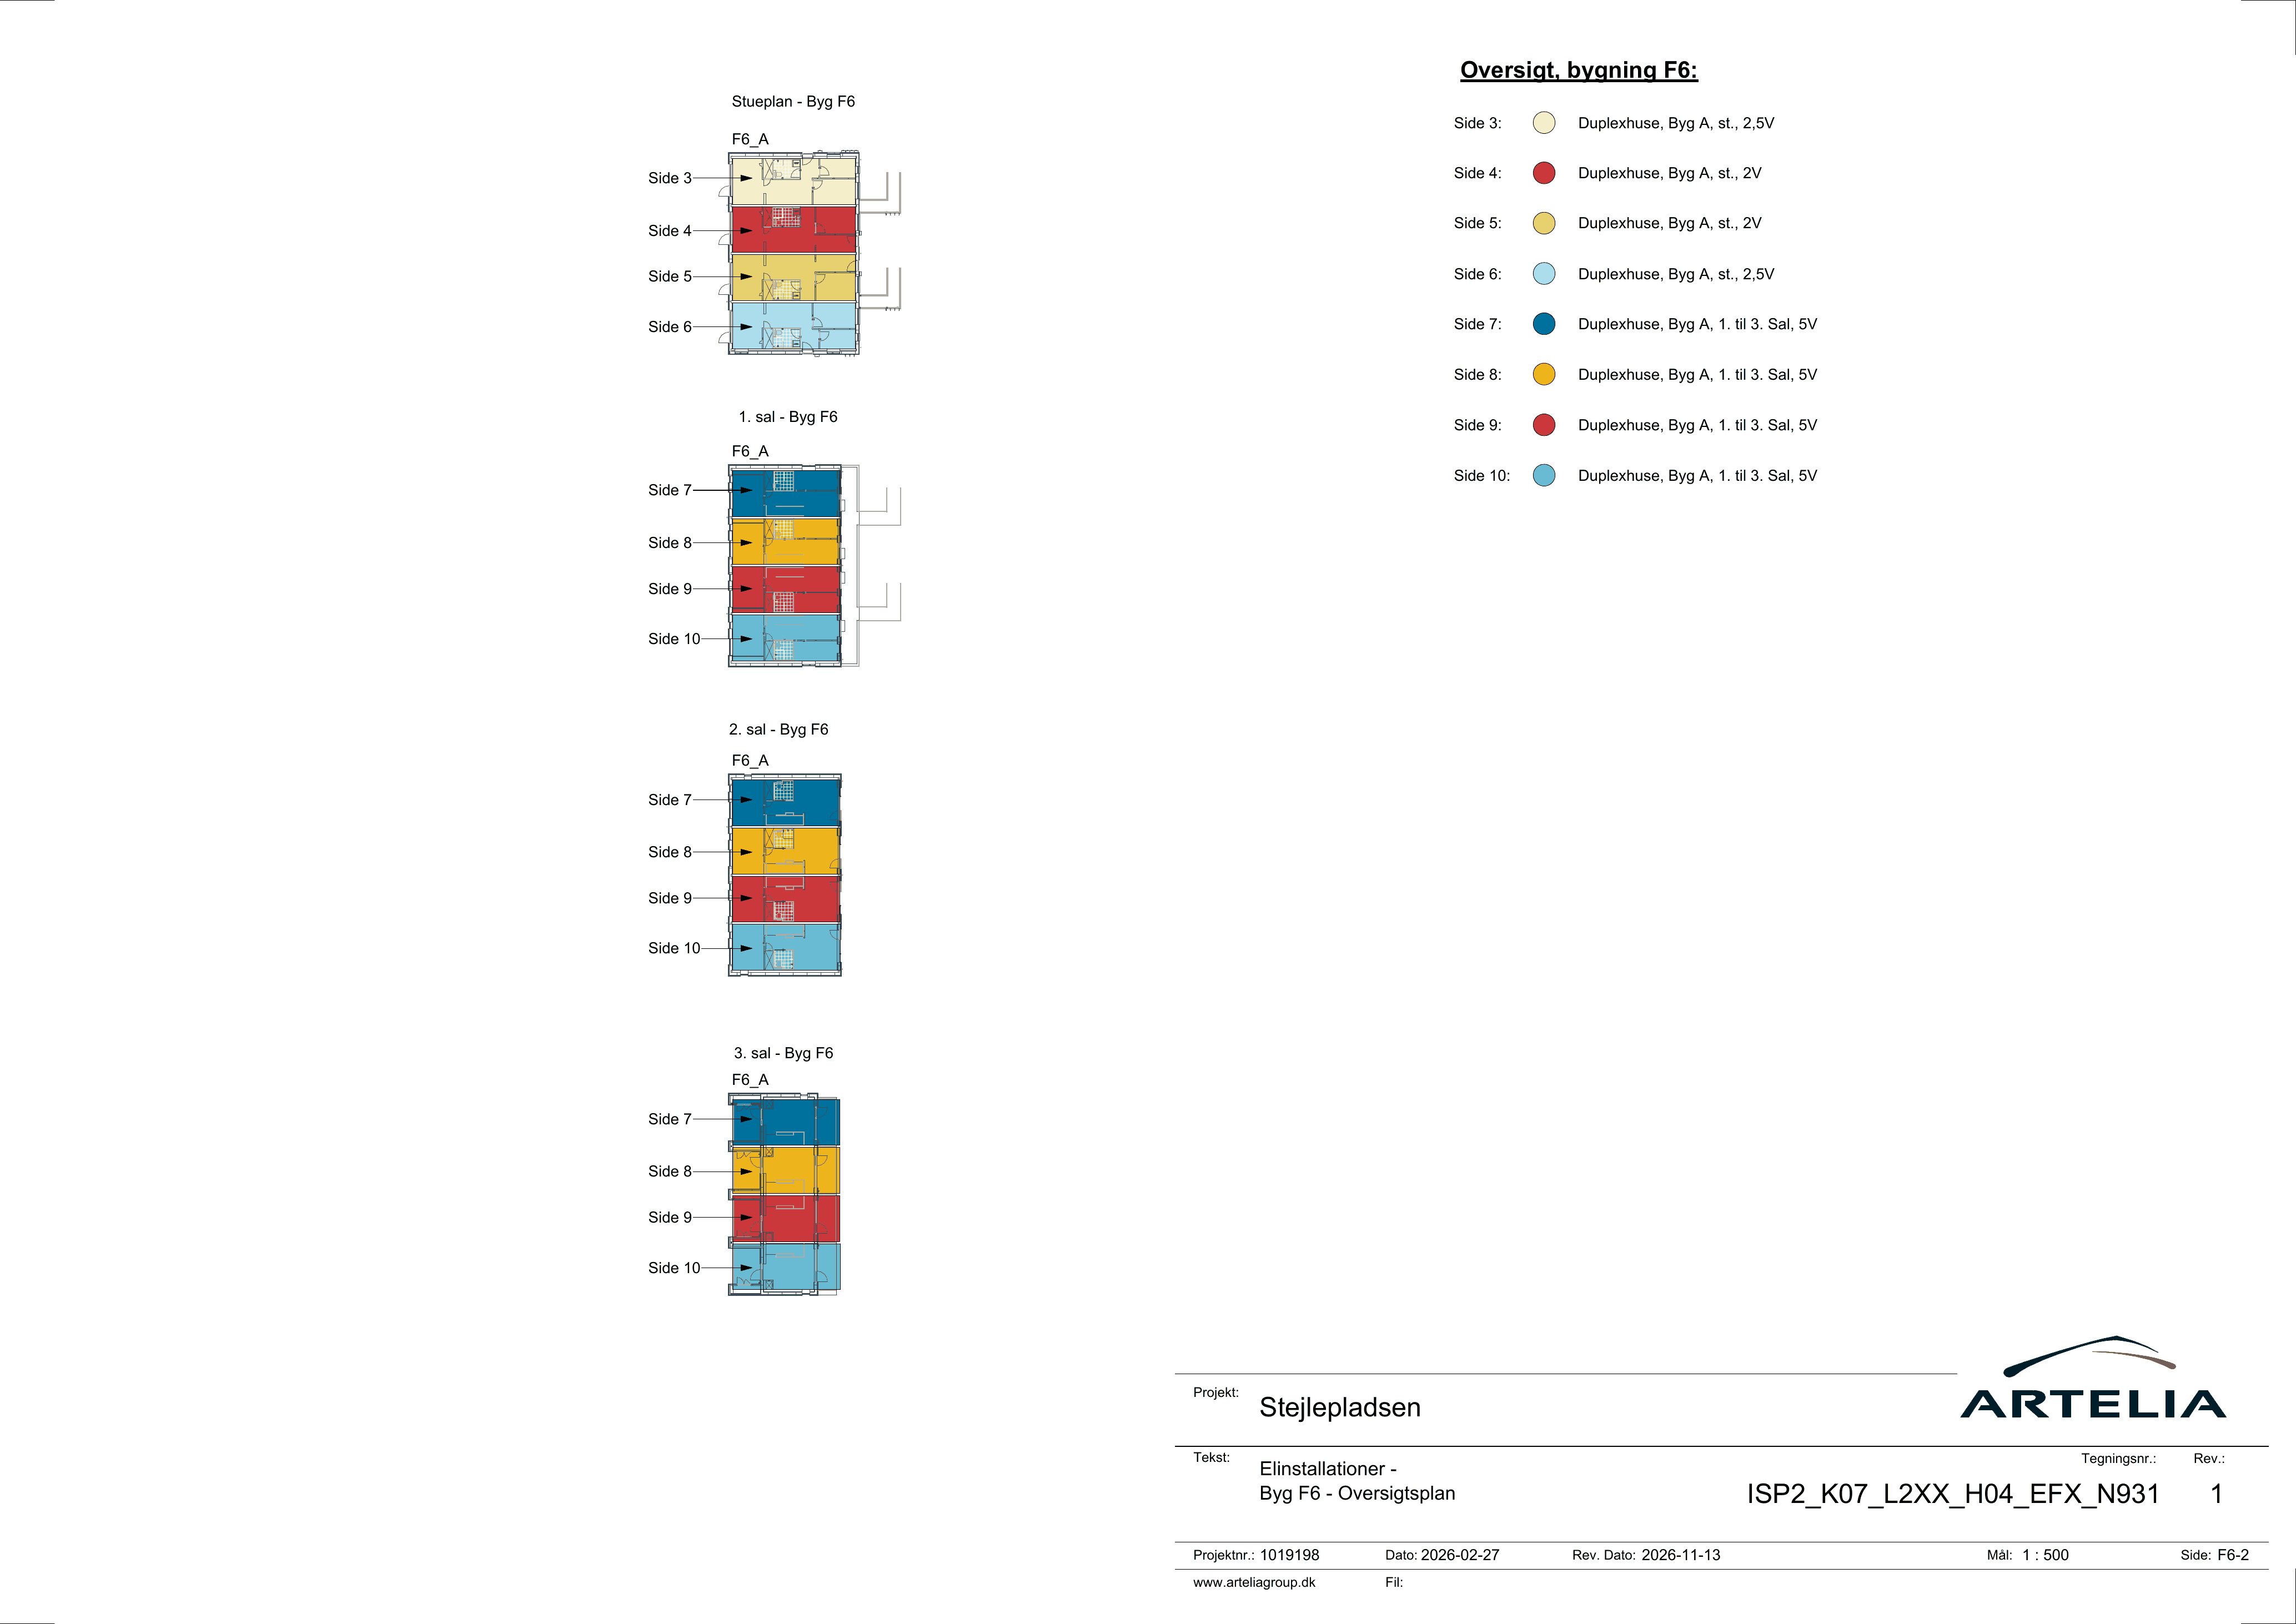 Oversigt, bygning F6:
Side 3: Duplexhuse, Byg A, st., 2,5V
Side 4: Duplexhuse, Byg A, st., 2V
Side 5: Duplexhuse, Byg A, st., 2V
Side 6: Duplexhuse, Byg A, st., 2,5V
Side 7: Duplexhuse, Byg A, 1. til 3. Sal, 5V
Side 8: Duplexhuse, Byg A, 1. til 3. Sal, 5V
Side 9: Duplexhuse, Byg A, 1. til 3. Sal, 5V
Side 10: Duplexhuse, Byg A, 1. til 3. Sal, 5V
Stueplan - Byg F6
F6_A
Side 3
Side 4
Side 5
Side 6
1. sal - Byg F6
F6_A
Side 7
Side 8
Side 9
Side 10
2. sal - Byg F6
F6_A
Side 7
Side 8
Side 9
Side 10
3. sal - Byg F6
F6_A
Side 7
Side 8
Side 9
Side 10
ARTELIA
Projekt: Stejlepladsen
Tekst: Elinstallationer -
Byg F6 - Oversigtsplan
Tegningsnr.: Rev.:
ISP2_K07_L2XX_H04_EFX_N931 1
Projektnr.: 1019198 Dato: 2026-02-27 Rev. Dato: 2026-11-13 Mål: 1 : 500 Side: F6-2
www.arteliagroup.dk Fil: